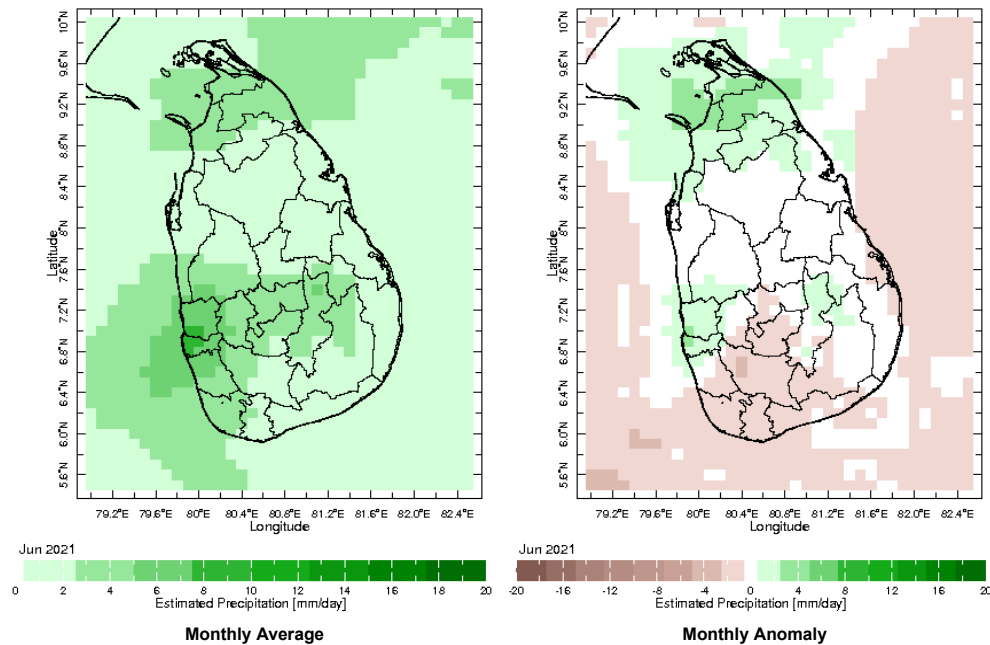 10°N
9.6°N
9.2°N
8.8°N
8.4°N
8°N
7.6°N
7.2°N
6.8°N
6.4°N
6.0°N
5.6°N
Latitude
79.2°E 79.6°E 80°E 80.4°E 80.8°E 81.2°E 81.6°E 82.0°E 82.4°E
Longitude
Jun 2021
0 2 4 6 8 10 12 14 16 18 20
Estimated Precipitation [mm/day]
Monthly Average
10°N
9.6°N
9.2°N
8.8°N
8.4°N
8°N
7.6°N
7.2°N
6.8°N
6.4°N
6.0°N
5.6°N
Latitude
79.2°E 79.6°E 80°E 80.4°E 80.8°E 81.2°E 81.6°E 82.0°E 82.4°E
Longitude
Jun 2021
-20 -16 -12 -8 -4 0 4 8 12 16 20
Estimated Precipitation [mm/day]
Monthly Anomaly